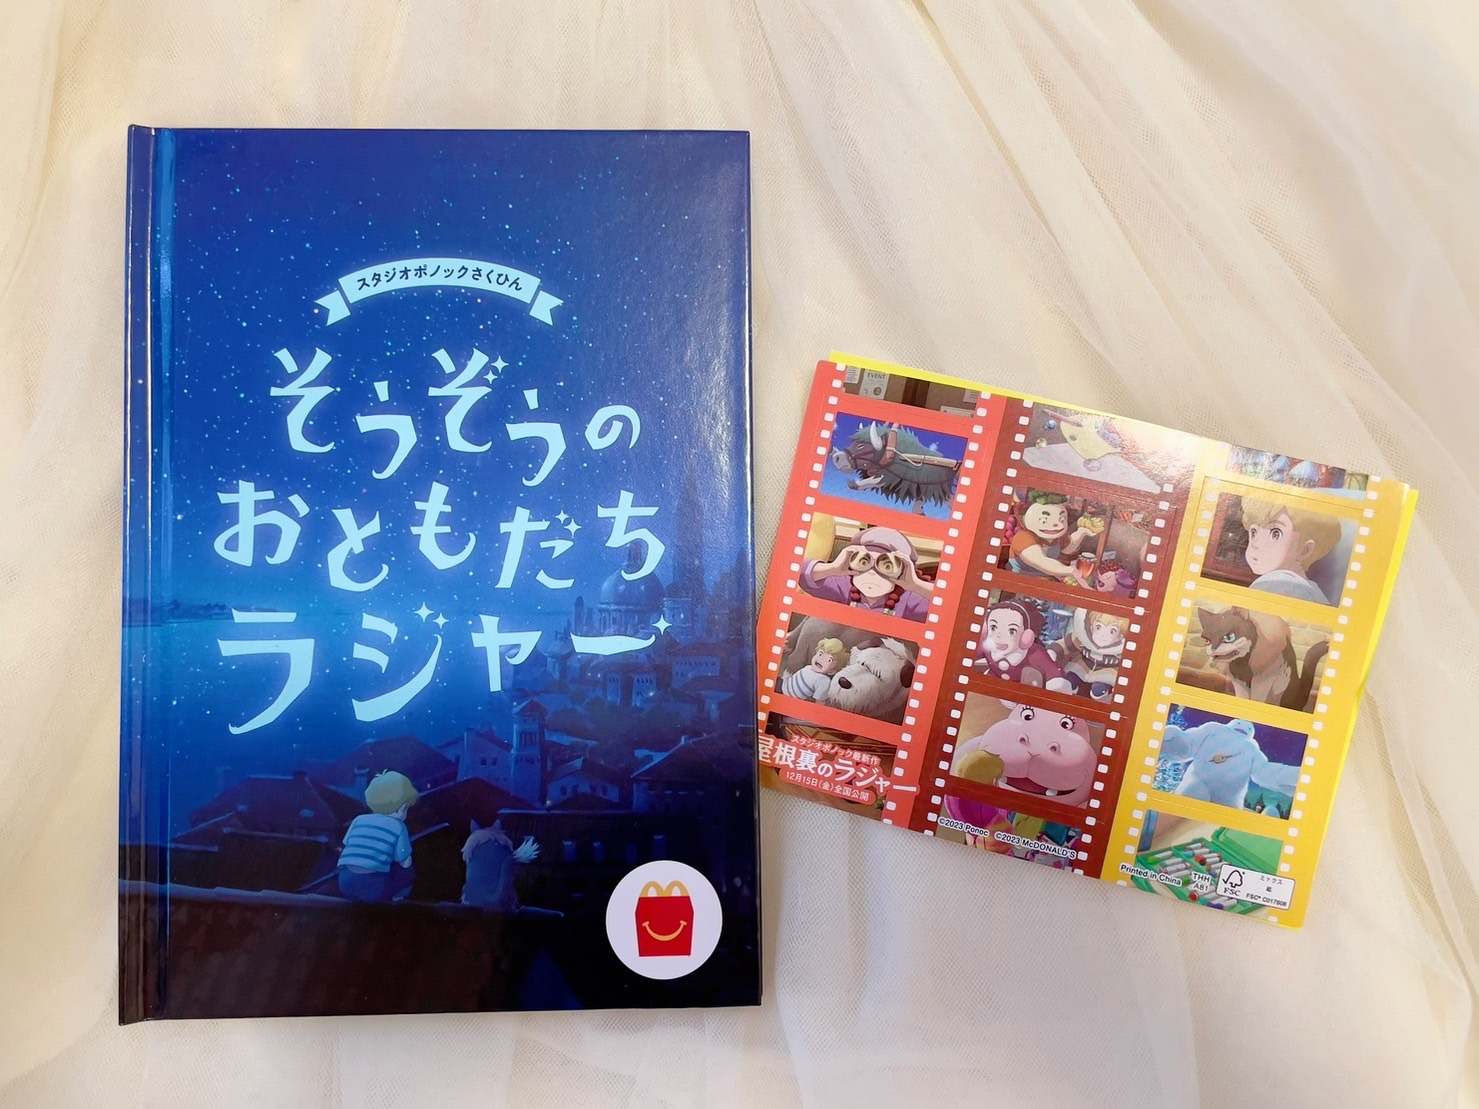 スタジオポノックさくひん
そうぞうの
おともだち
ラジャー
EVENT
スタジオポノック最新作
屋根裏のラジャー
12月15日(金)全国公開
©2023 Ponoc ©2023 McDONALD'S
Printed in China
THH
A81
FSC
ミックス
紙
FSC® C017606